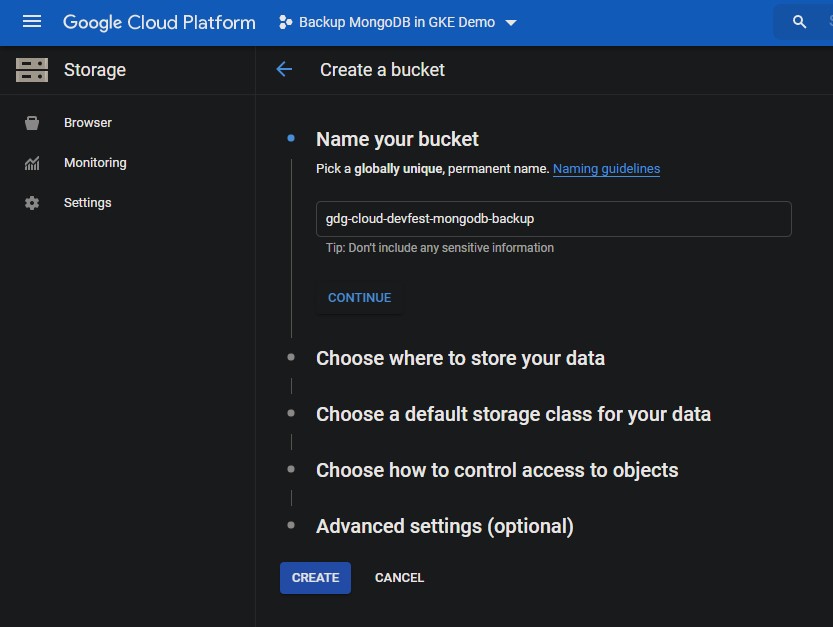 Google Cloud Platform
Backup MongoDB in GKE Demo
Storage
Create a bucket
Browser
Monitoring
Settings
Name your bucket
Pick a globally unique, permanent name. Naming guidelines
gdg-cloud-devfest-mongodb-backup
Tip: Don't include any sensitive information
CONTINUE
Choose where to store your data
Choose a default storage class for your data
Choose how to control access to objects
Advanced settings (optional)
CREATE CANCEL